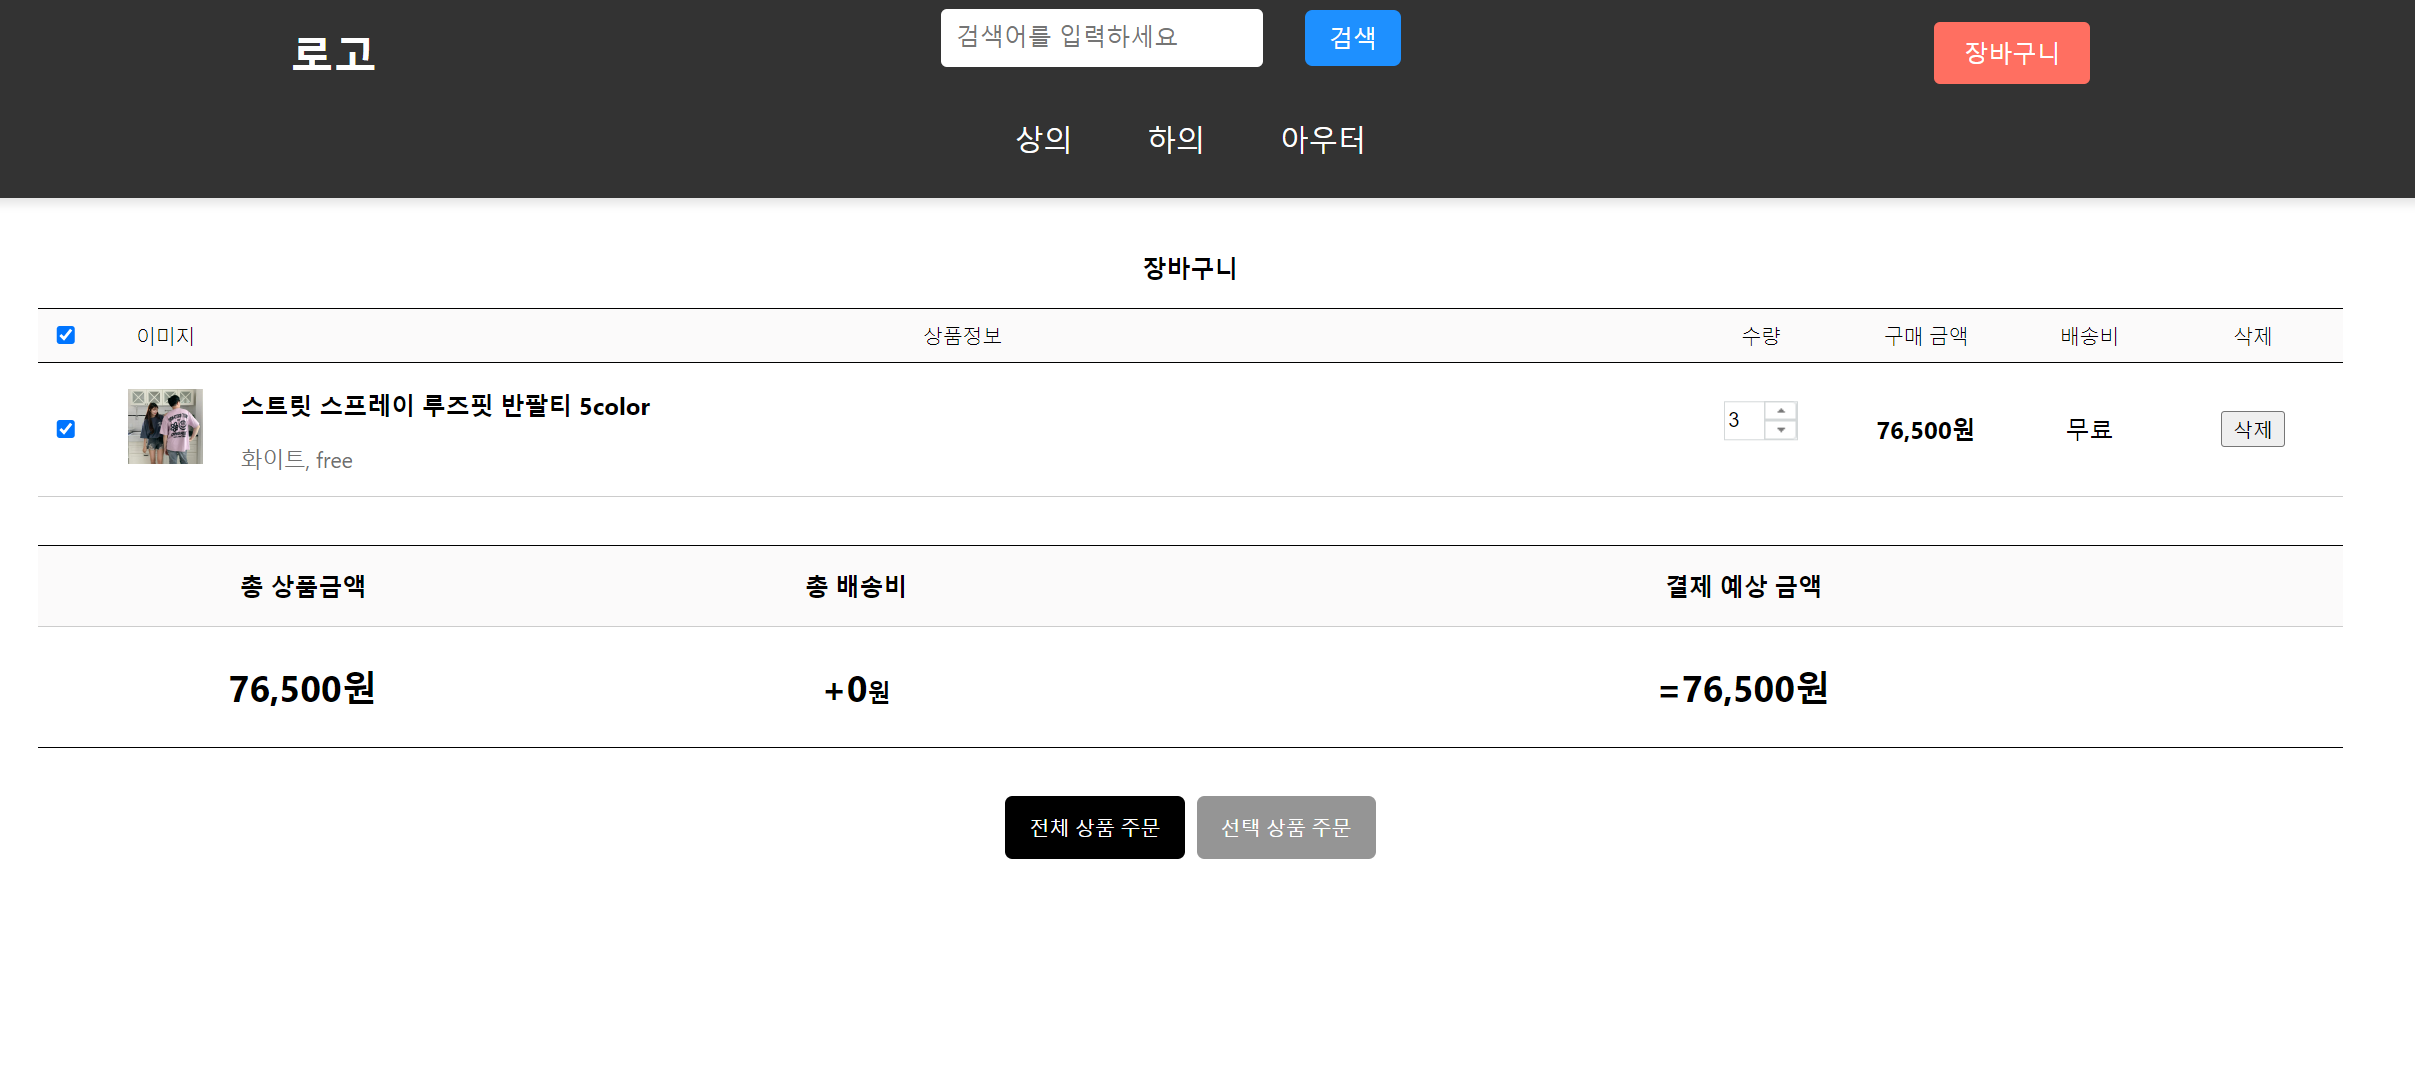 로고
검색어를 입력하세요
검색
장바구니
상의 하의 아우터
장바구니
이미지 상품정보 수량 구매 금액 배송비 삭제
스트릿 스프레이 루즈핏 반팔티 5color
화이트, free
3
76,500원
무료
삭제
총 상품금액 총 배송비 결제 예상 금액
76,500원 +0원 =76,500원
전체 상품 주문
선택 상품 주문